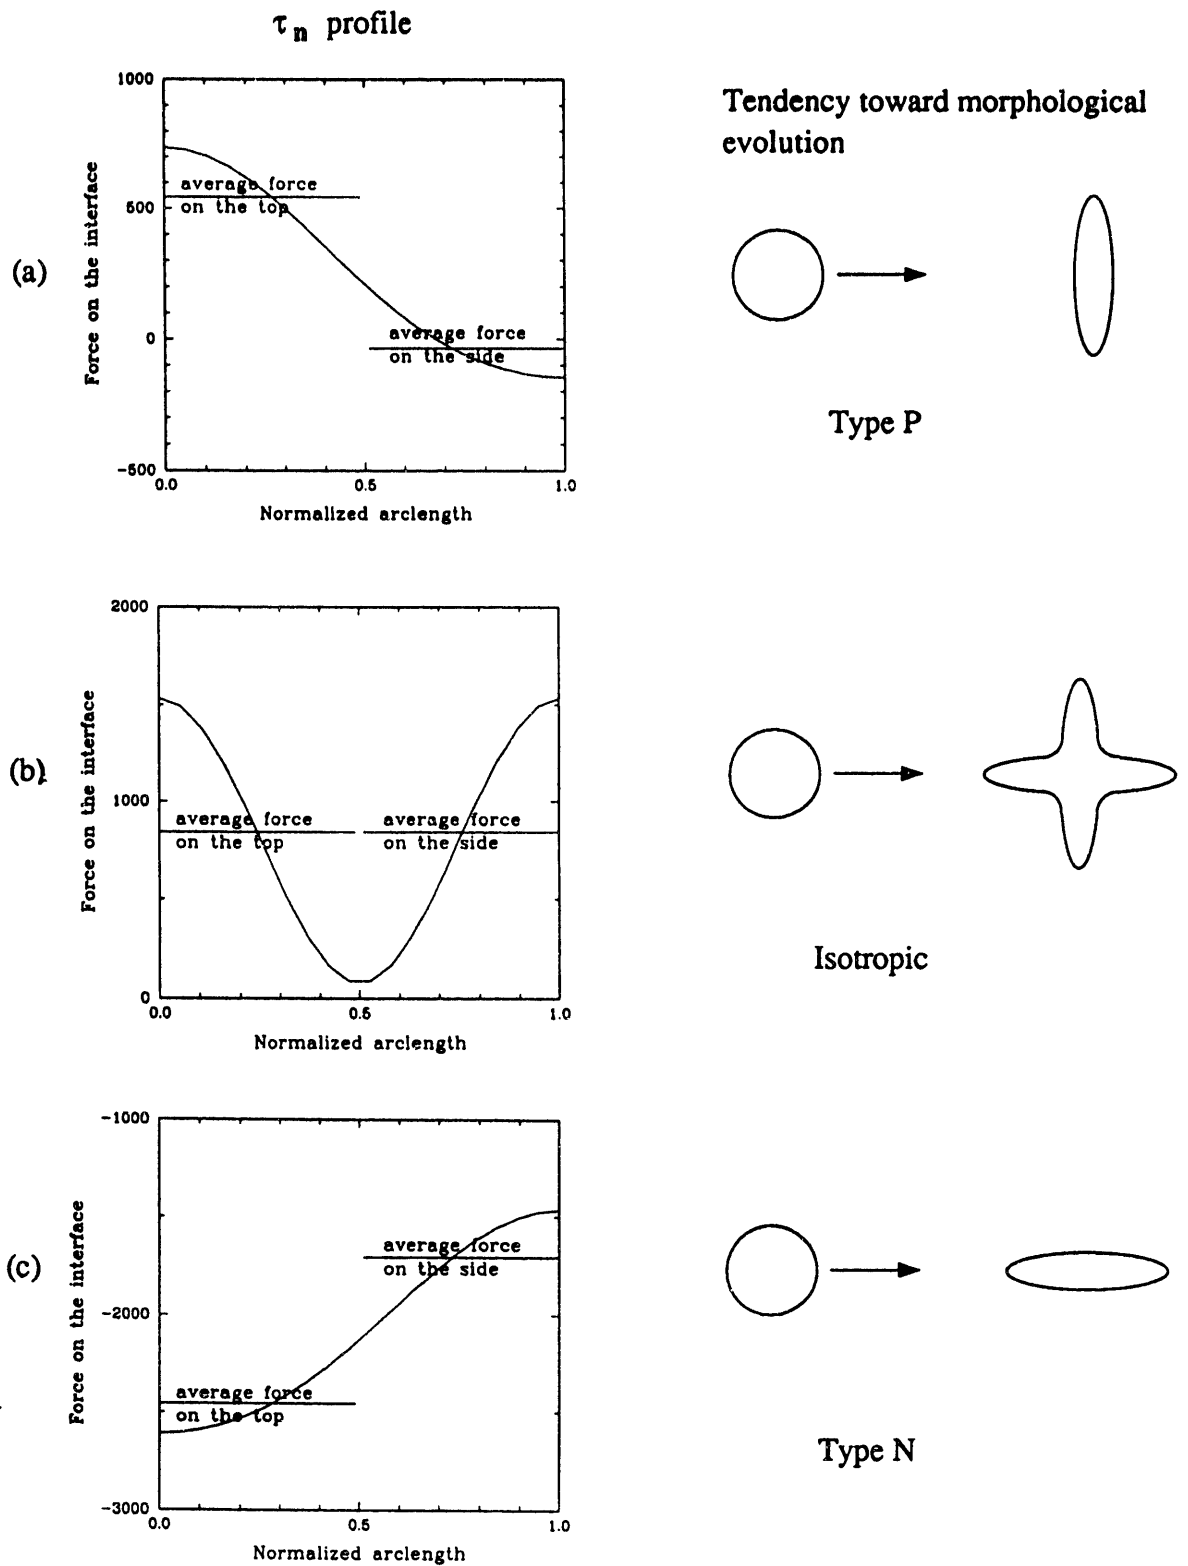 τn profile
Tendency toward morphological
evolution
(a)
Force on the interface
1000
500
0
-500
average force
on the top
average force
on the side
0.0
0.5
1.0
Normalized arclength
Type P
(b)
Force on the interface
2000
1000
0
average force
on the top
average force
on the side
0.0
0.5
1.0
Normalized arclength
Isotropic
(c)
Force on the interface
-1000
-2000
-3000
average force
on the side
average force
on the top
0.0
0.5
1.0
Normalized arclength
Type N